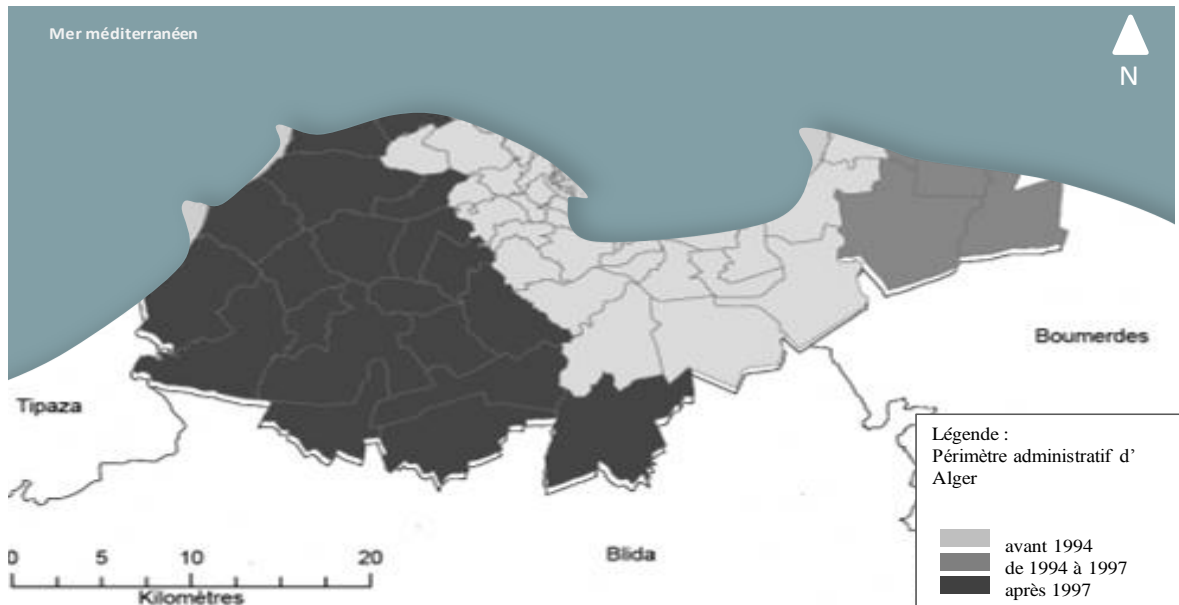 Mer méditerranéen
N
Boumerdes
Tipaza
Légende :
Périmètre administratif d’
Alger
avant 1994
de 1994 à 1997
après 1997
Blida
0 5 10 20
Kilomètres